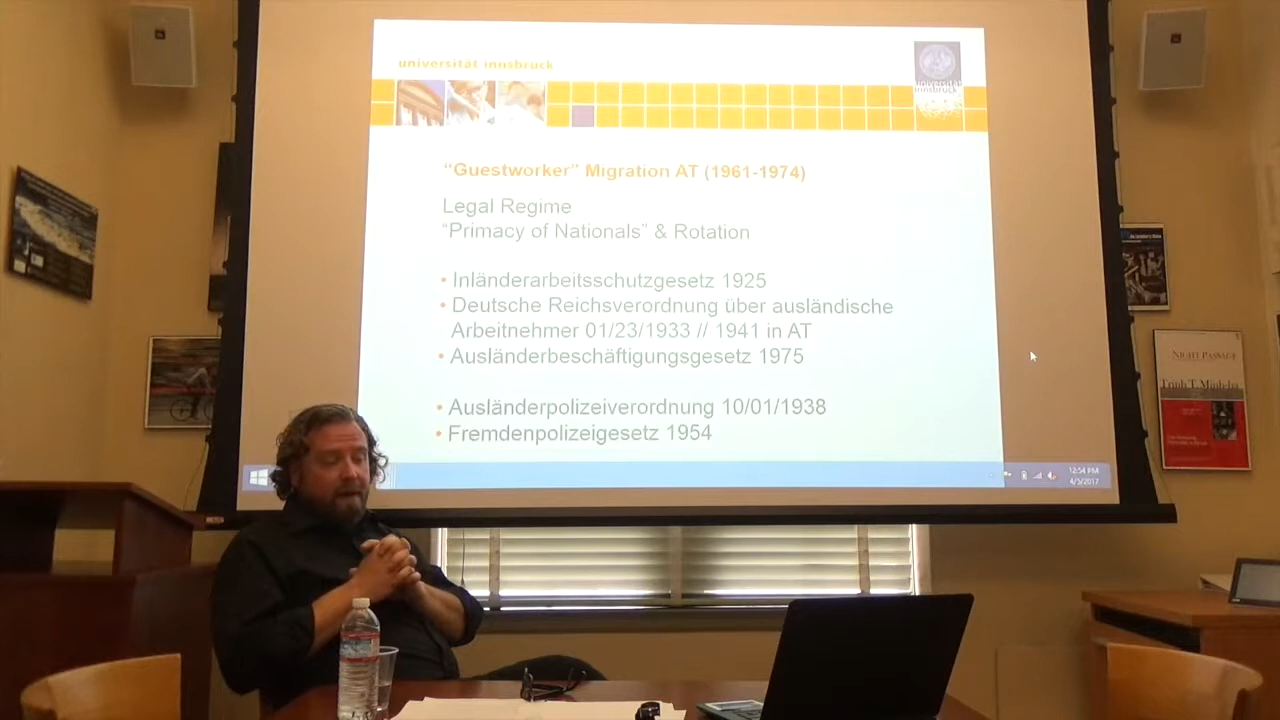 universität innsbruck
universität
innsbruck
“Guestworker” Migration AT (1961-1974)
Legal Regime
“Primacy of Nationals” & Rotation
• Inländerarbeitsschutzgesetz 1925
• Deutsche Reichsverordnung über ausländische
Arbeitnehmer 01/23/1933 // 1941 in AT
• Ausländerbeschäftigungsgesetz 1975
• Ausländerpolizeiverordnung 10/01/1938
• Fremdenpolizeigesetz 1954
12:54 PM
4/5/2017
NIGHT PASSAGE
Trinh T. Minh-ha